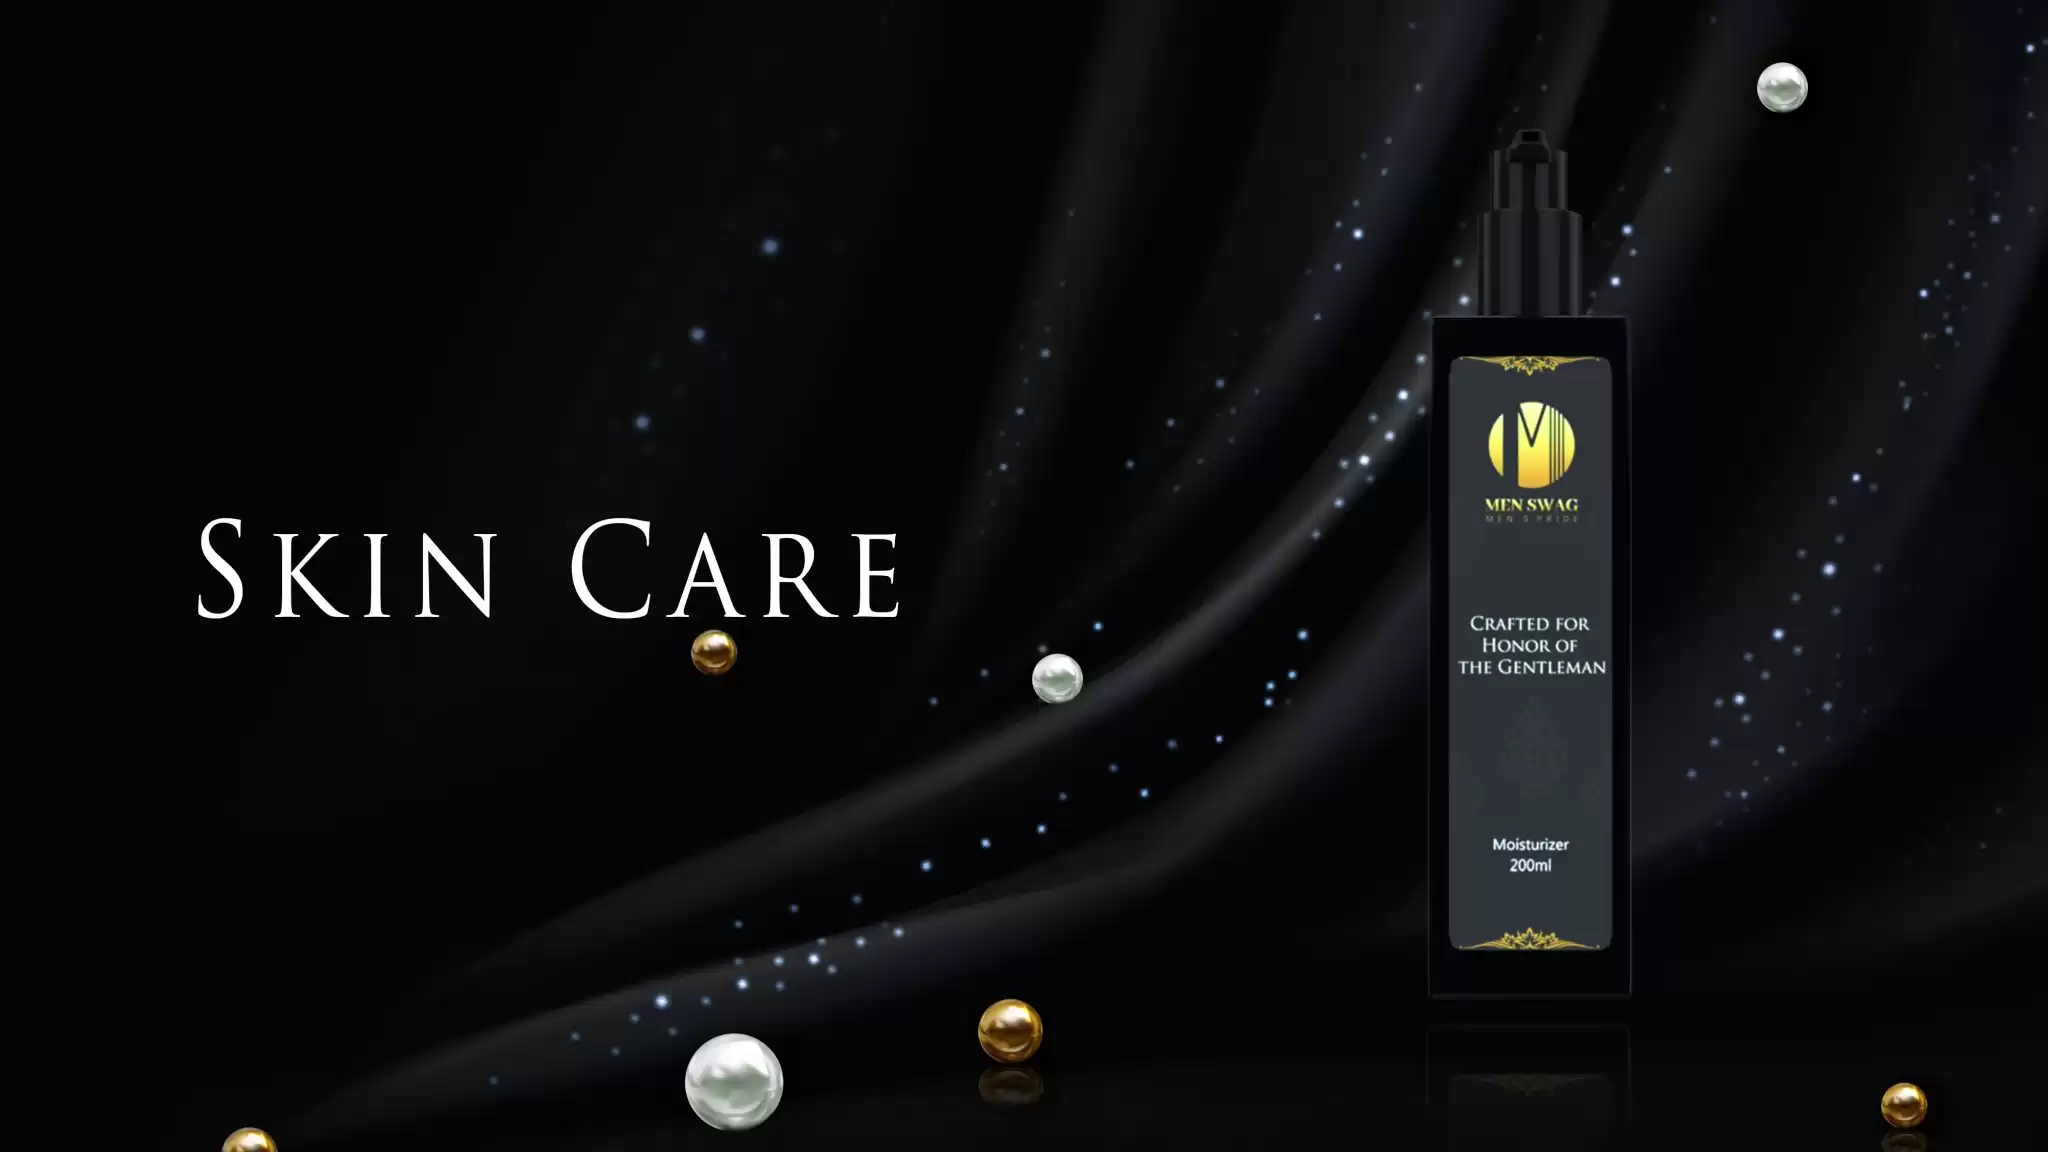 SKIN CARE
MEN SWAG
MEN'S PRIDE
CRAFTED FOR
HONOR OF
THE GENTLEMAN
Moisturizer
200ml